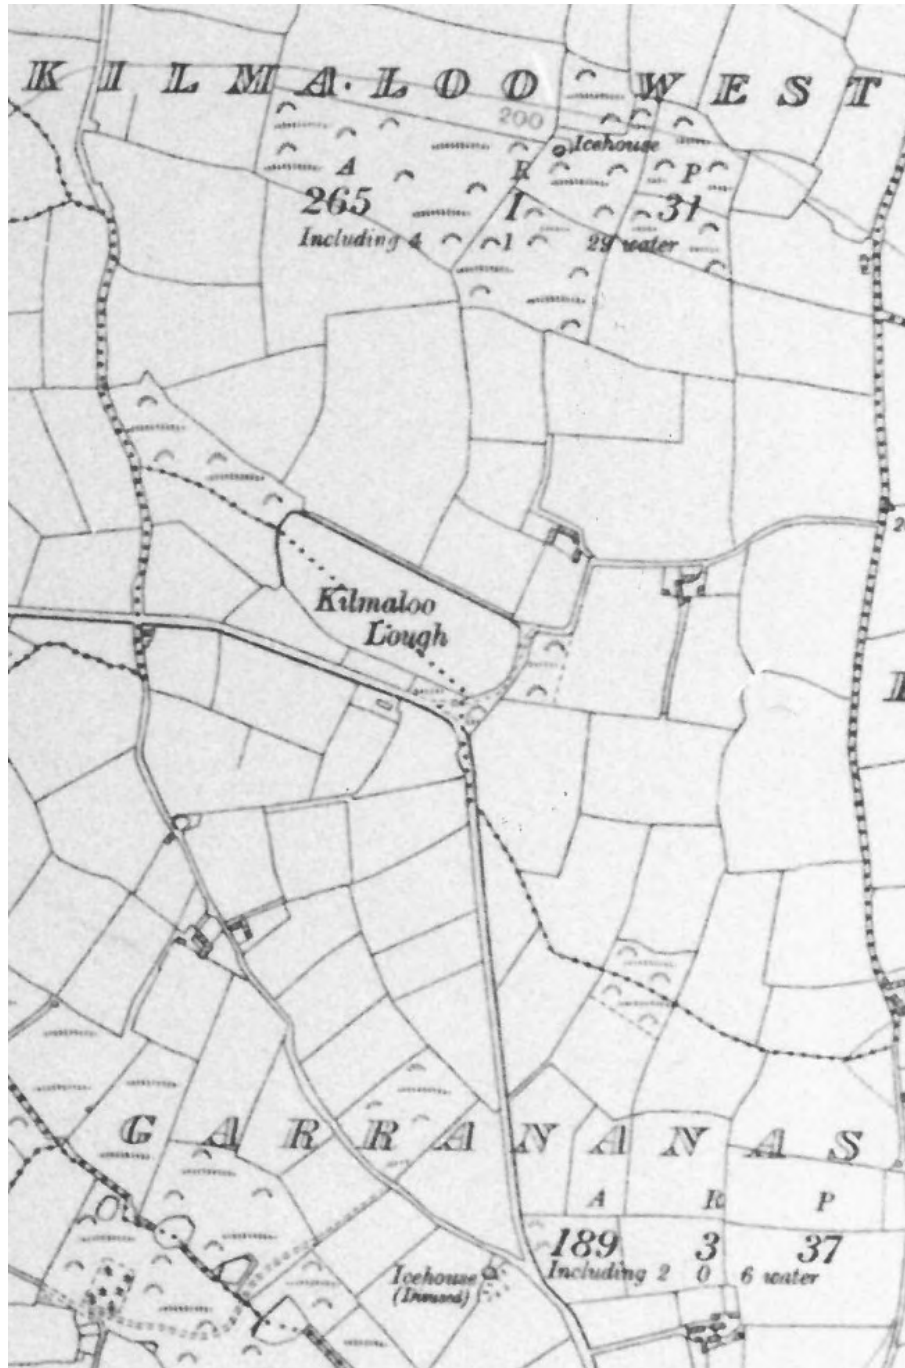 KILMALOO WEST
200
Icehouse
A R P
265 1 31
Including 4 1 29 water
Kilmaloo
Lough
GARRANANAS
A R P
189 3 37
Including 2 0 6 water
Icehouse
(Disused)